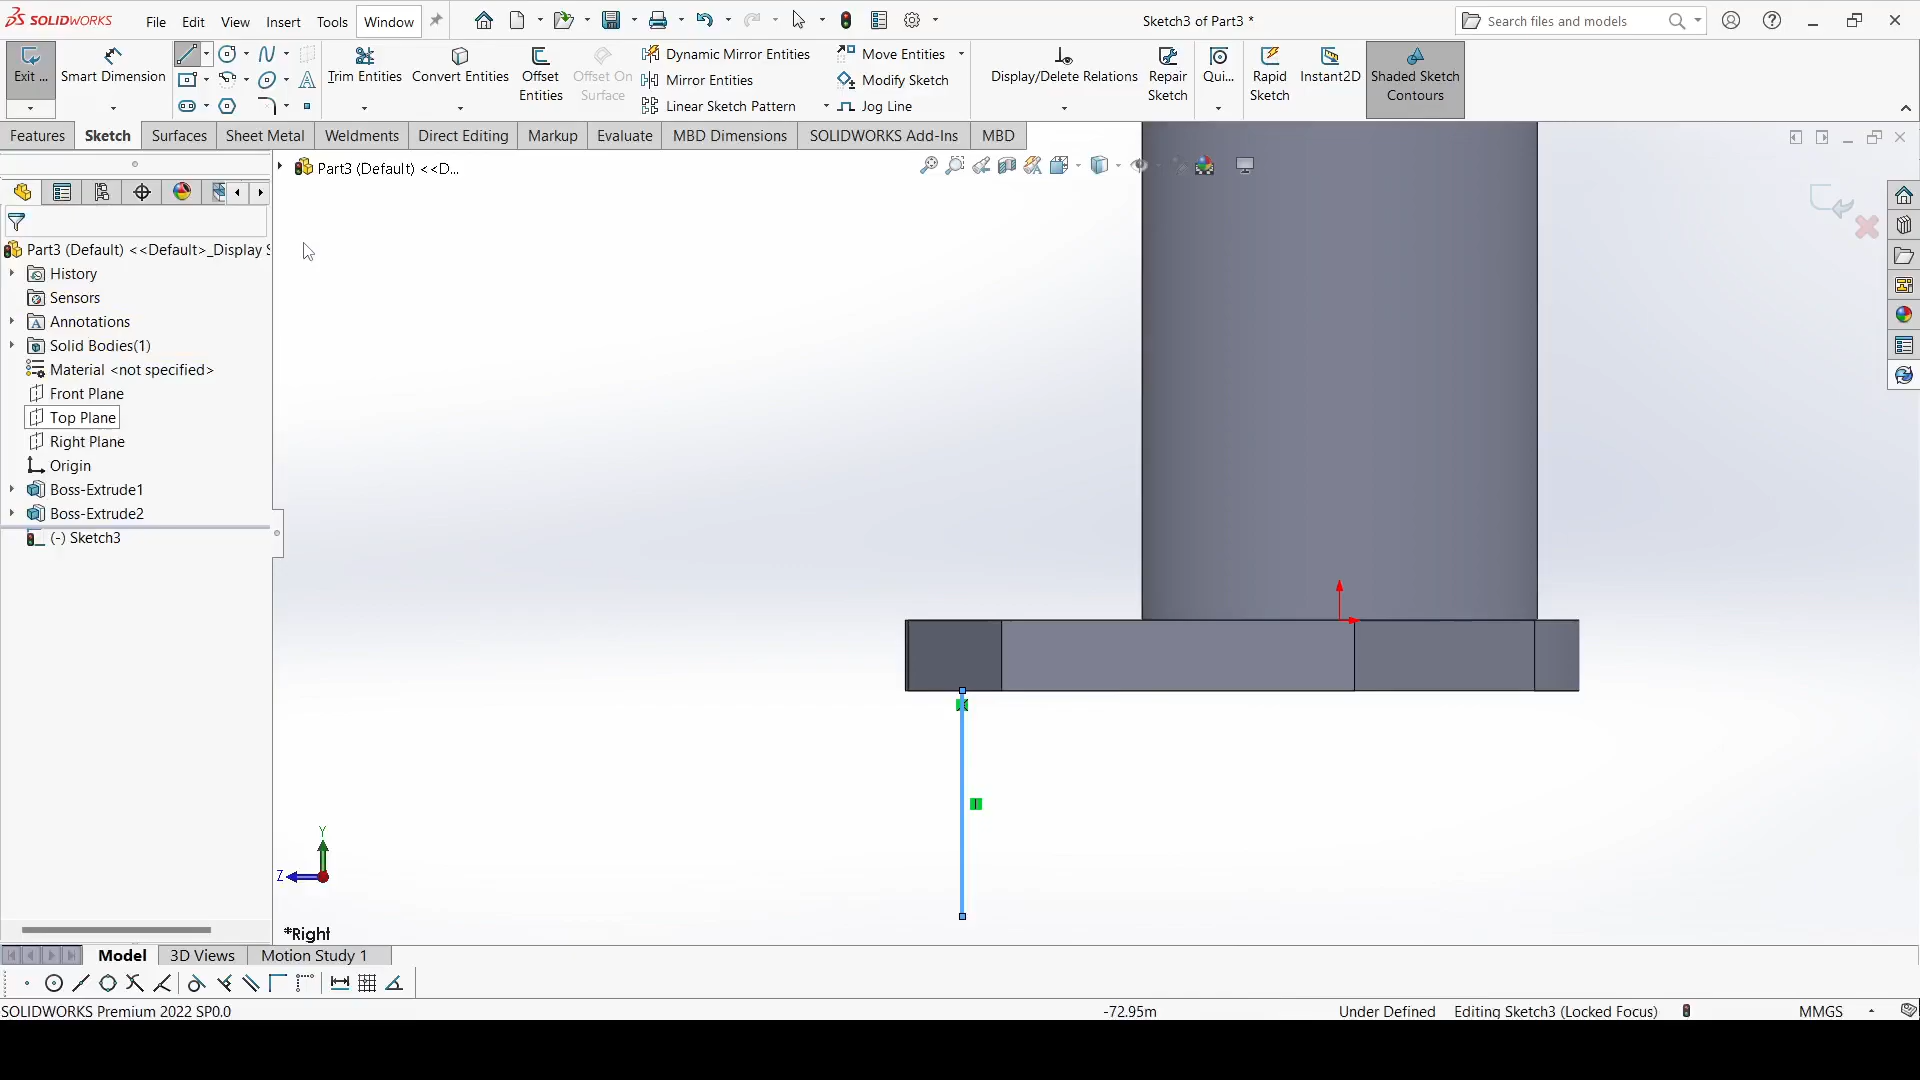 SOLIDWORKS
File Edit View Insert Tools Window
Sketch3 of Part3 *
Search files and models
Exit ...
Smart Dimension
Trim Entities
Convert Entities
Offset Entities
Offset On Surface
Dynamic Mirror Entities
Mirror Entities
Linear Sketch Pattern
Move Entities
Modify Sketch
Jog Line
Display/Delete Relations
Repair Sketch
Qui...
Rapid Sketch
Instant2D
Shaded Sketch Contours
Features Sketch Surfaces Sheet Metal Weldments Direct Editing Markup Evaluate MBD Dimensions SOLIDWORKS Add-Ins MBD
Part3 (Default) <<D...
Part3 (Default) <<Default>_Display S
History
Sensors
Annotations
Solid Bodies(1)
Material <not specified>
Front Plane
Top Plane
Right Plane
Origin
Boss-Extrude1
Boss-Extrude2
(-) Sketch3
Y
Z
*Right
Model 3D Views Motion Study 1
SOLIDWORKS Premium 2022 SP0.0
-72.95m
Under Defined
Editing Sketch3 (Locked Focus)
MMGS